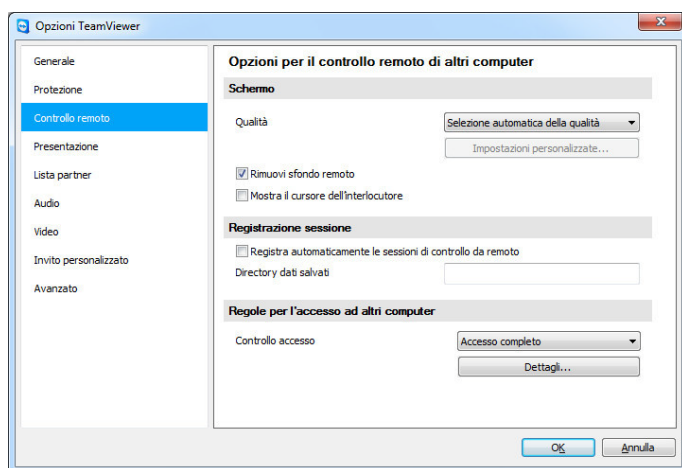 Opzioni TeamViewer
x
Generale
Protezione
Controllo remoto
Presentazione
Lista partner
Audio
Video
Invito personalizzato
Avanzato
Opzioni per il controllo remoto di altri computer
Schermo
Qualità
Selezione automatica della qualità
Impostazioni personalizzate...
Rimuovi sfondo remoto
Mostra il cursore dell'interlocutore
Registrazione sessione
Registra automaticamente le sessioni di controllo da remoto
Directory dati salvati
Regole per l'accesso ad altri computer
Controllo accesso
Accesso completo
Dettagli...
OK
Annulla